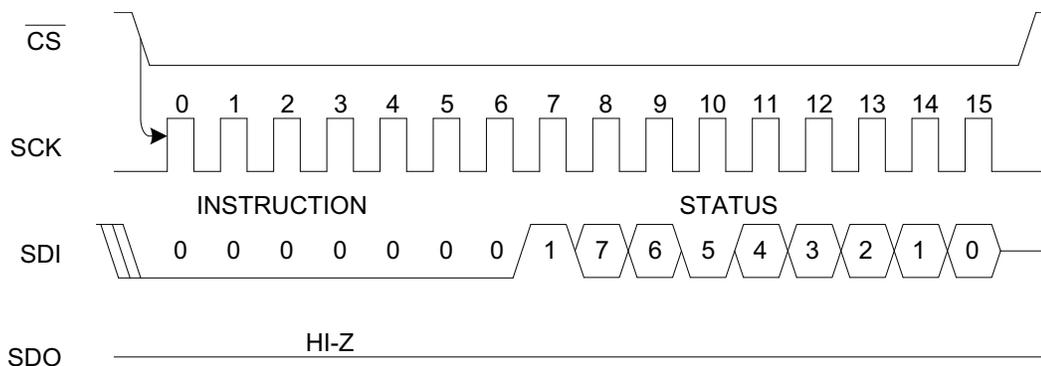 CS
0 1 2 3 4 5 6 7 8 9 10 11 12 13 14 15
SCK
INSTRUCTION STATUS
SDI 0 0 0 0 0 0 0 1 7 6 5 4 3 2 1 0
HI-Z
SDO